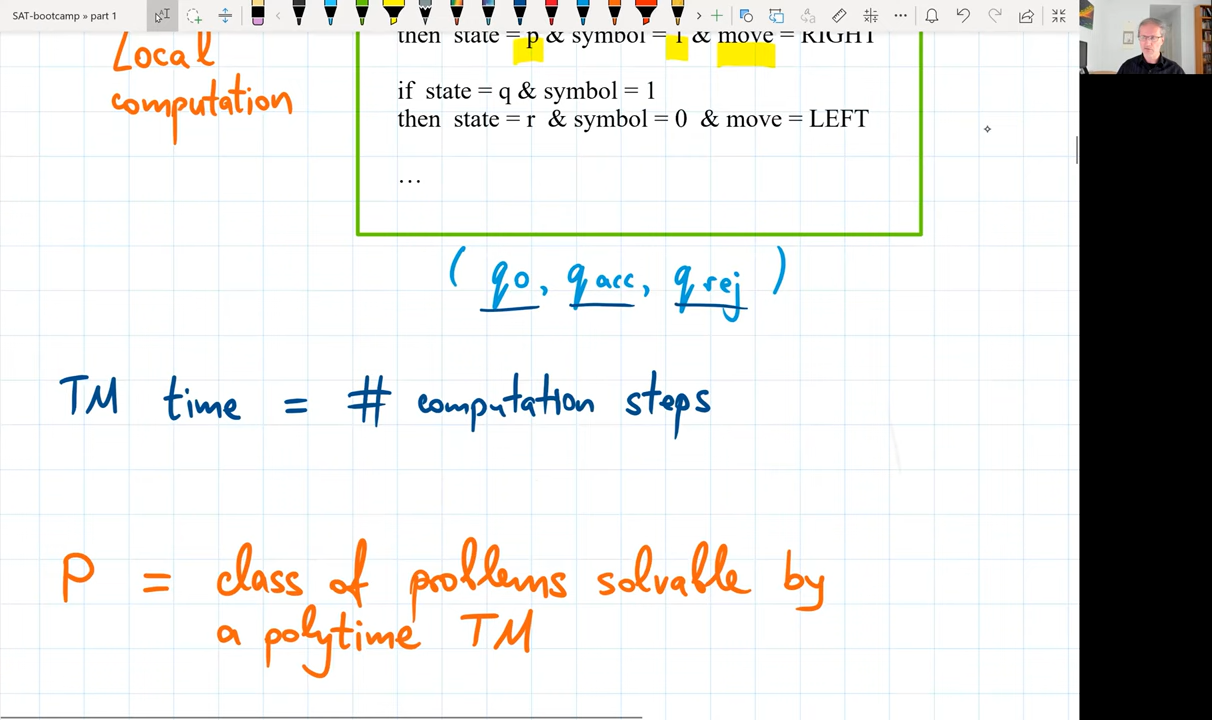 SAT-bootcamp » part 1
then state = p & symbol = 1 & move = RIGHT
Local
computation
if state = q & symbol = 1
then state = r & symbol = 0 & move = LEFT
…
( q0, qacc, qrej )
TM time = # computation steps
P = class of problems solvable by
a polytime TM